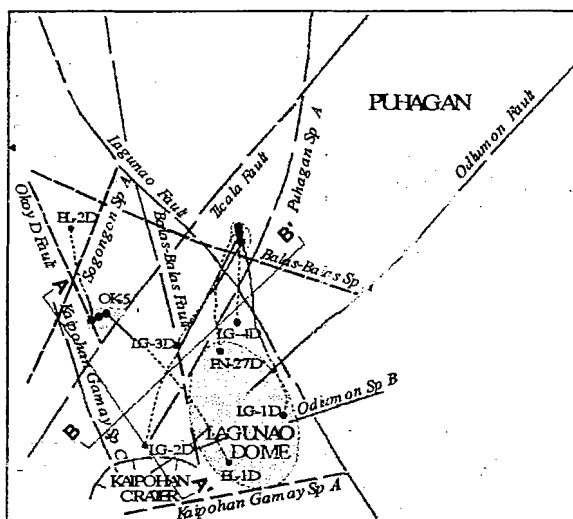 PUHAGAN
Odlumon Fault
Lagunao Fault
Ticala Fault
Puhagan Sp A
Okoy D Fault
EL-2D
Sogongon Sp A
Balas-Balas Fault
B'
Balas-Balas Sp A
A
OK-5
LG-3D
LG-4D
PN-27D
Kaipohan Gamay Sp C
B
LG-1D
Odlumon Sp B
LG-2D
LAGUNAO
DOME
KAIPOHAN
CRATER
A'
EL-1D
Kaipohan Gamay Sp A